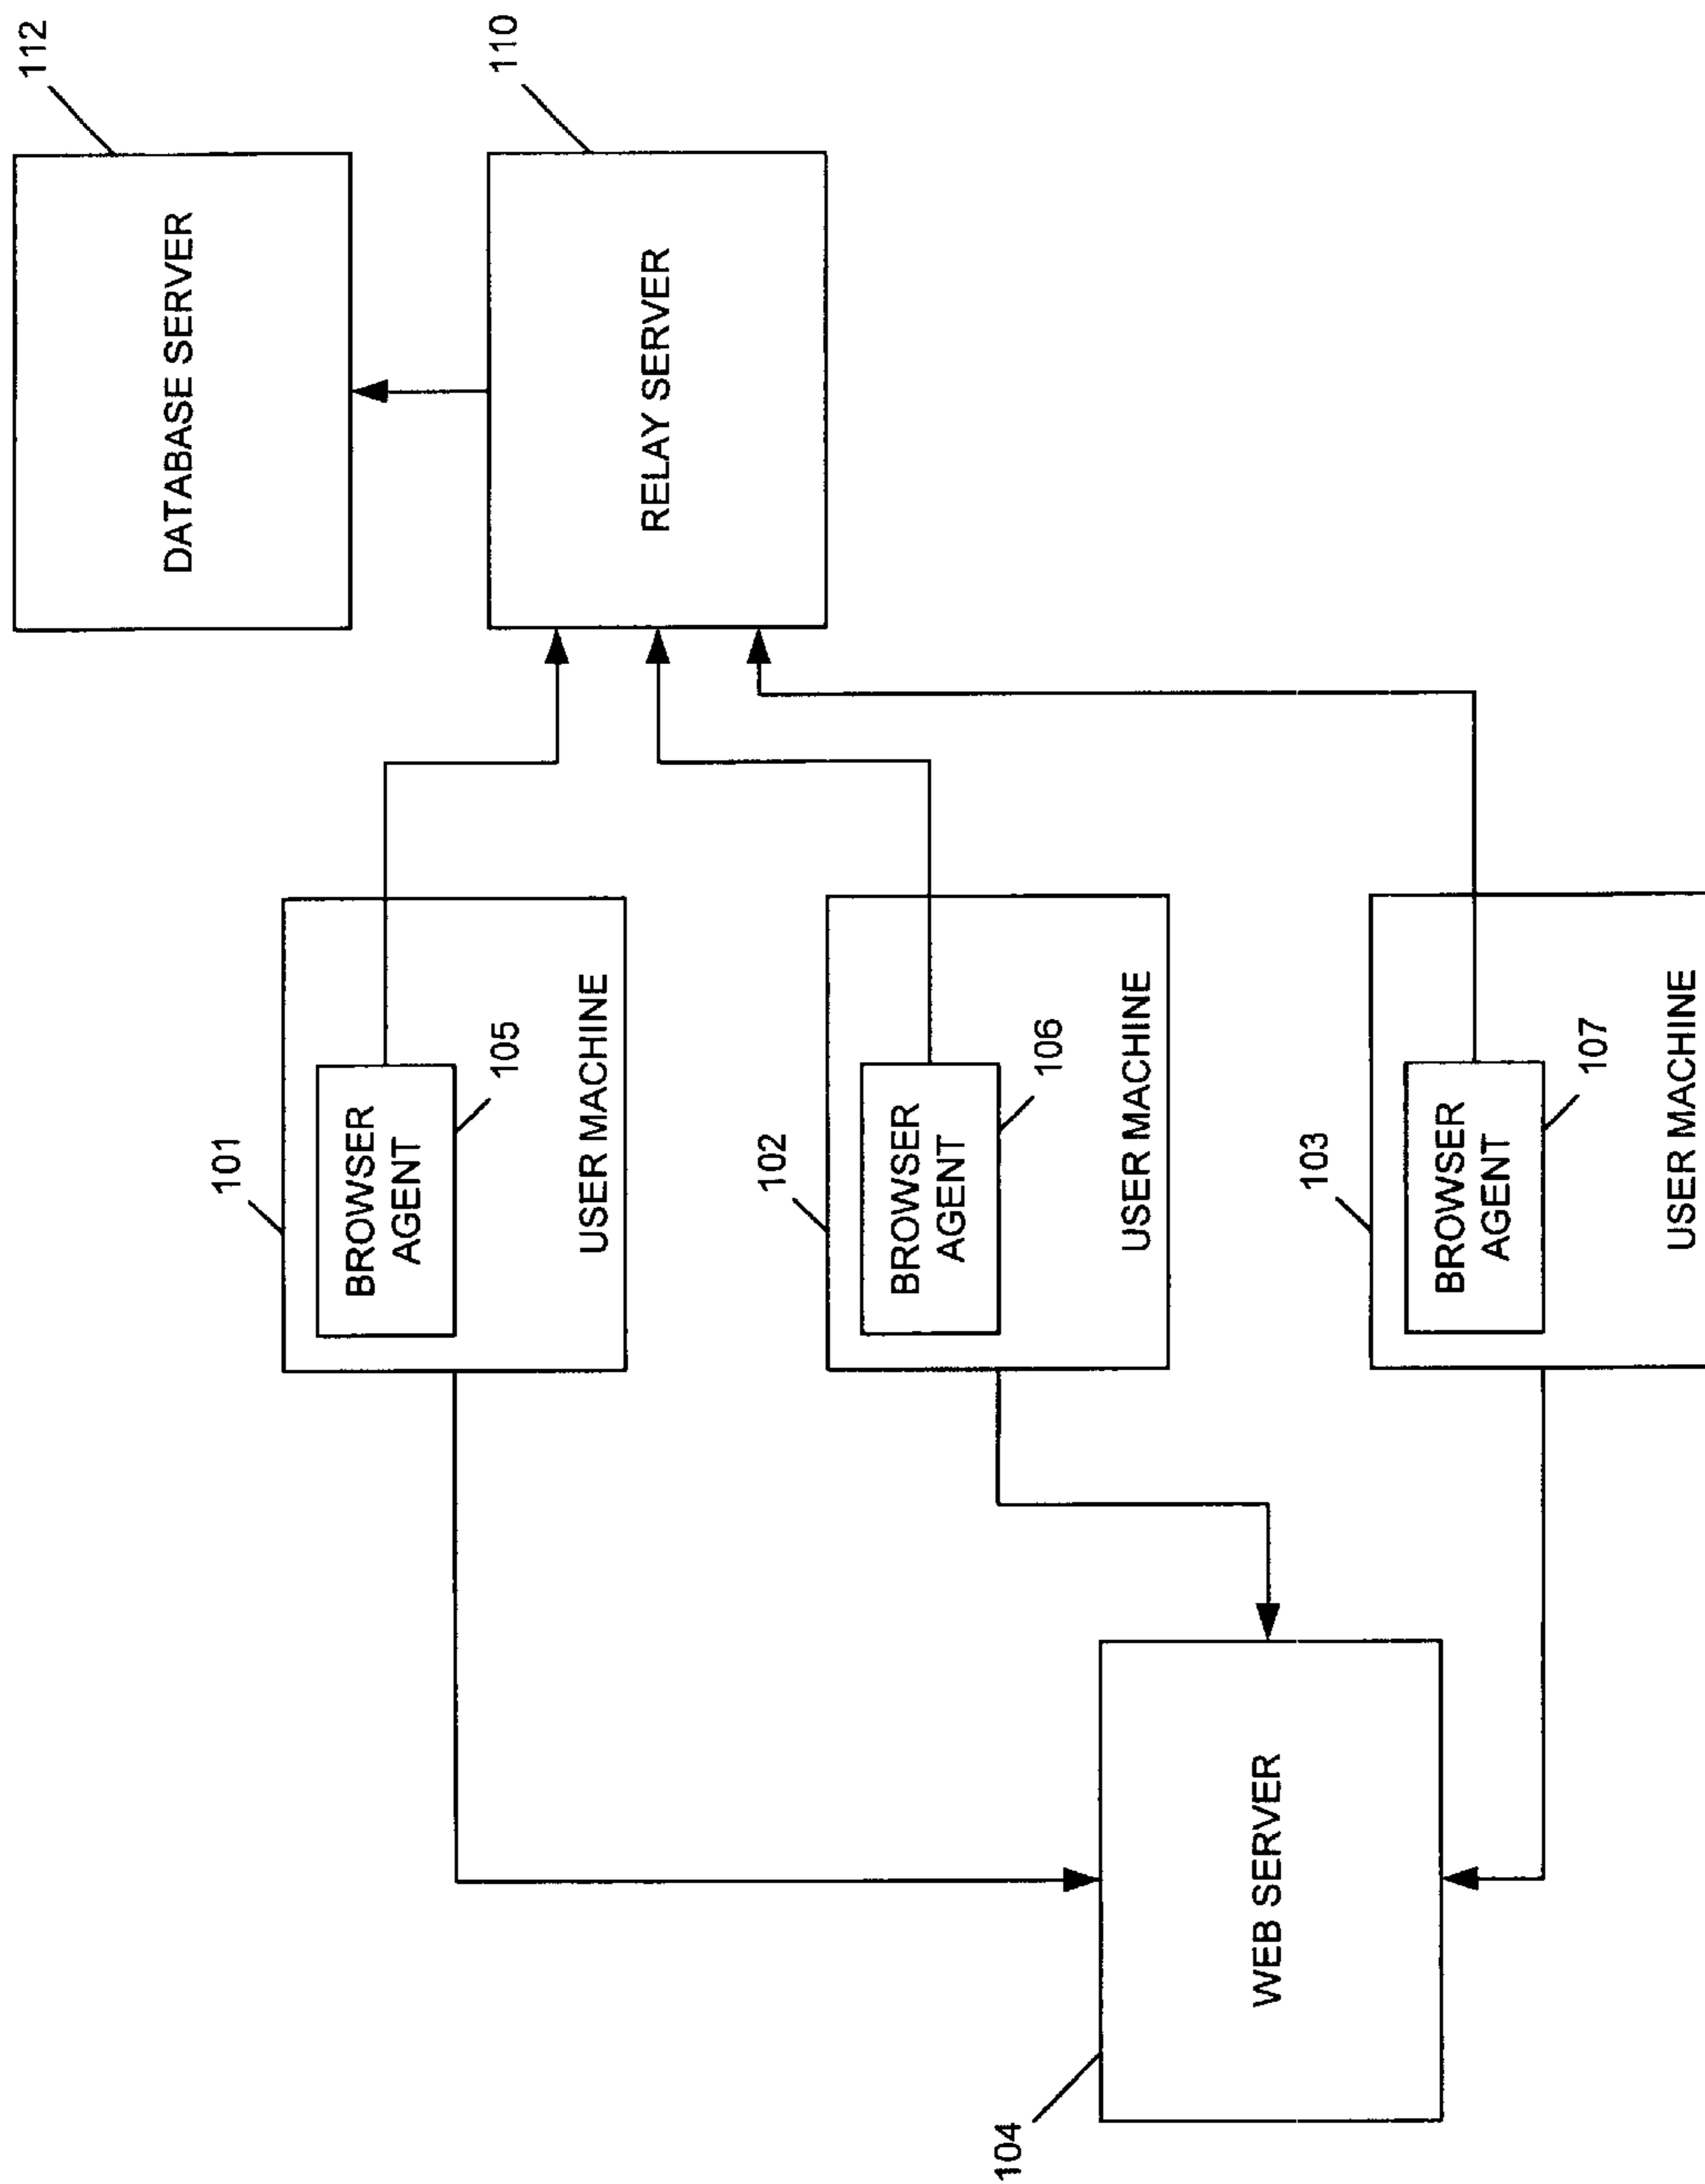 112
DATABASE SERVER
110
RELAY SERVER
101
BROWSER
AGENT
105
USER MACHINE
102
BROWSER
AGENT
106
USER MACHINE
103
BROWSER
AGENT
107
USER MACHINE
WEB SERVER
104